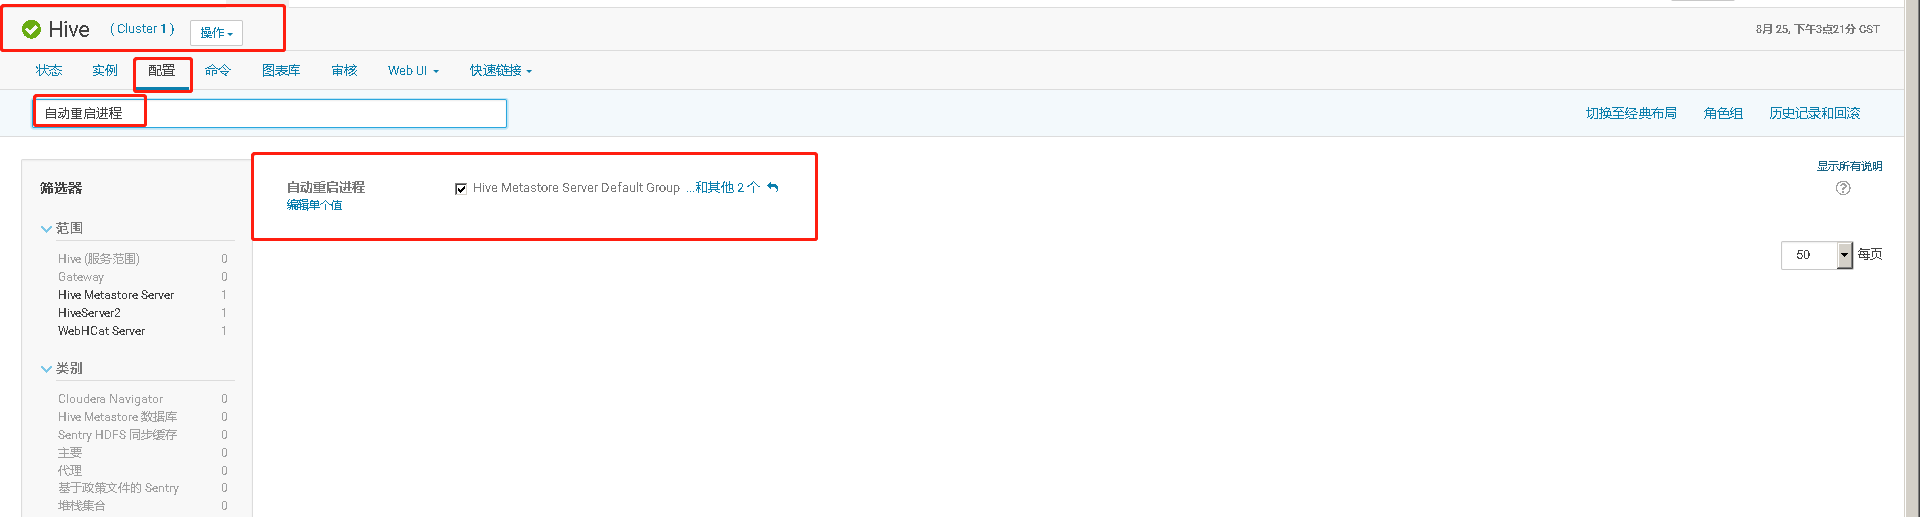 Hive (Cluster 1) 操作
8月 25, 下午3点21分 CST
状态 实例 配置 命令 图表库 审核 Web UI 快速链接
自动重启进程
切换至经典布局 角色组 历史记录和回滚
显示所有说明
筛选器
自动重启进程 Hive Metastore Server Default Group ...和其他 2 个
编辑单个值
范围
Hive (服务范围) 0
Gateway 0
Hive Metastore Server 1
HiveServer2 1
WebHCat Server 1
50 每页
类别
Cloudera Navigator 0
Hive Metastore 数据库 0
Sentry HDFS 同步缓存 0
主要 0
代理 0
基于政策文件的 Sentry 0
堆栈集合 0